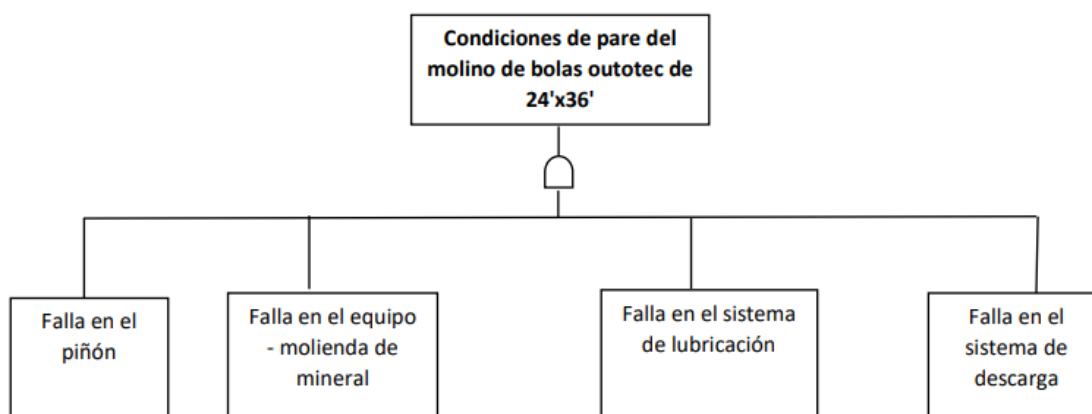 Condiciones de pare del
molino de bolas outotec de
24'x36'
Falla en el
piñón
Falla en el equipo
- molienda de
mineral
Falla en el sistema
de lubricación
Falla en el
sistema de
descarga